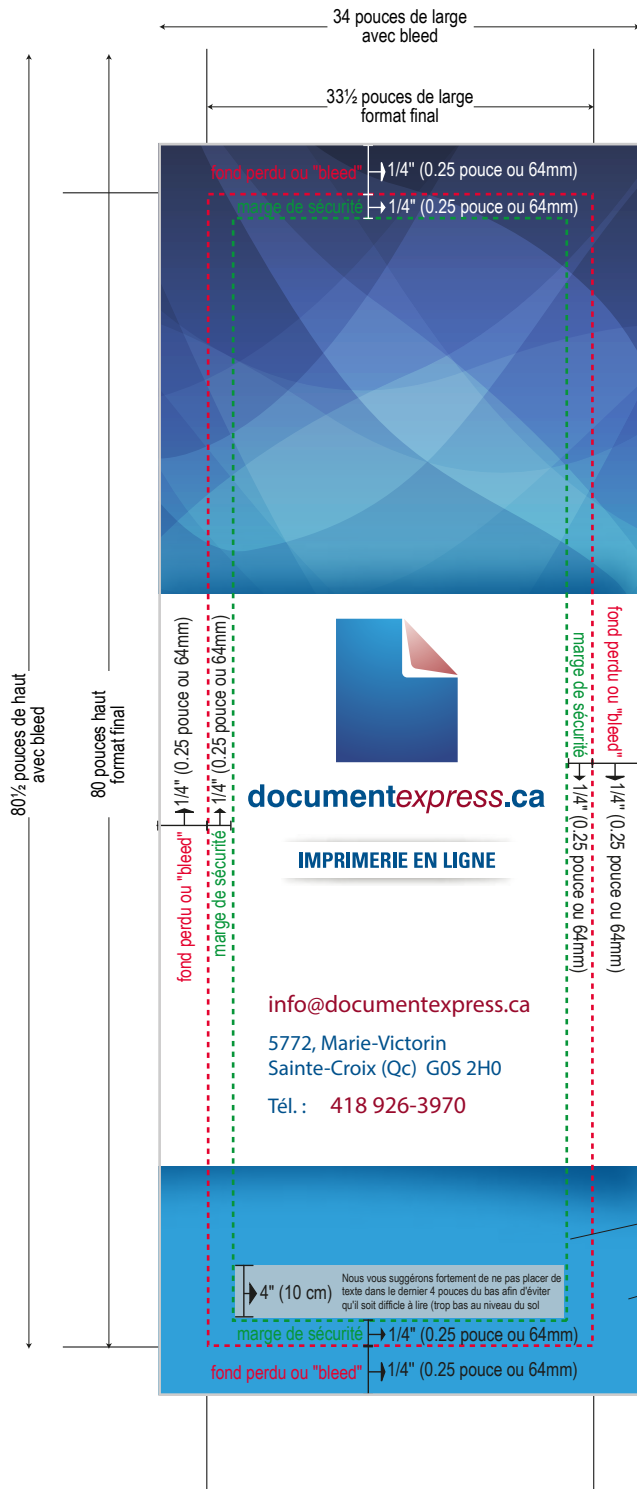 34 pouces de large
avec bleed
33½ pouces de large
format final
fond perdu ou "bleed"
1/4" (0.25 pouce ou 64mm)
marge de sécurité
1/4" (0.25 pouce ou 64mm)
80½ pouces de haut
avec bleed
80 pouces haut
format final
fond perdu ou "bleed"
1/4" (0.25 pouce ou 64mm)
marge de sécurité
1/4" (0.25 pouce ou 64mm)
marge de sécurité
1/4" (0.25 pouce ou 64mm)
fond perdu ou "bleed"
1/4" (0.25 pouce ou 64mm)
documentexpress.ca
IMPRIMERIE EN LIGNE
info@documentexpress.ca
5772, Marie-Victorin
Sainte-Croix (Qc) G0S 2H0
Tél. : 418 926-3970
4" (10 cm)
Nous vous suggérons fortement de ne pas placer de
texte dans le dernier 4 pouces du bas afin d'éviter
qu'il soit difficle à lire (trop bas au niveau du sol
marge de sécurité
1/4" (0.25 pouce ou 64mm)
fond perdu ou "bleed"
1/4" (0.25 pouce ou 64mm)